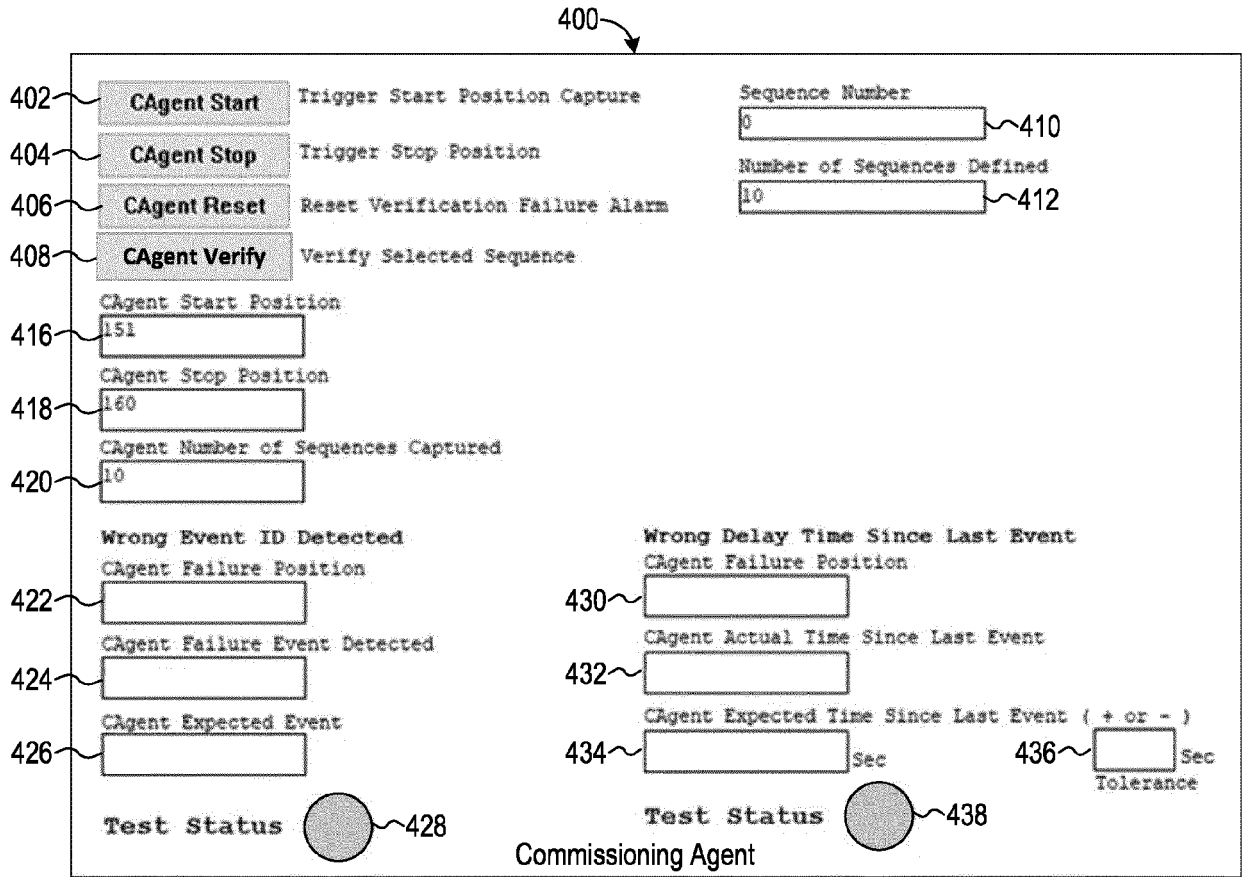 400
402 CAgent Start Trigger Start Position Capture
Sequence Number
0 410
404 CAgent Stop Trigger Stop Position
Number of Sequences Defined
10 412
406 CAgent Reset Reset Verification Failure Alarm
408 CAgent Verify Verify Selected Sequence
CAgent Start Position
416 151
CAgent Stop Position
418 160
CAgent Number of Sequences Captured
420 10
Wrong Event ID Detected
CAgent Failure Position
422
CAgent Failure Event Detected
424
CAgent Expected Event
426
Test Status 428
Wrong Delay Time Since Last Event
CAgent Failure Position
430
CAgent Actual Time Since Last Event
432
CAgent Expected Time Since Last Event ( + or - )
434 Sec 436 Sec
Tolerance
Test Status 438
Commissioning Agent